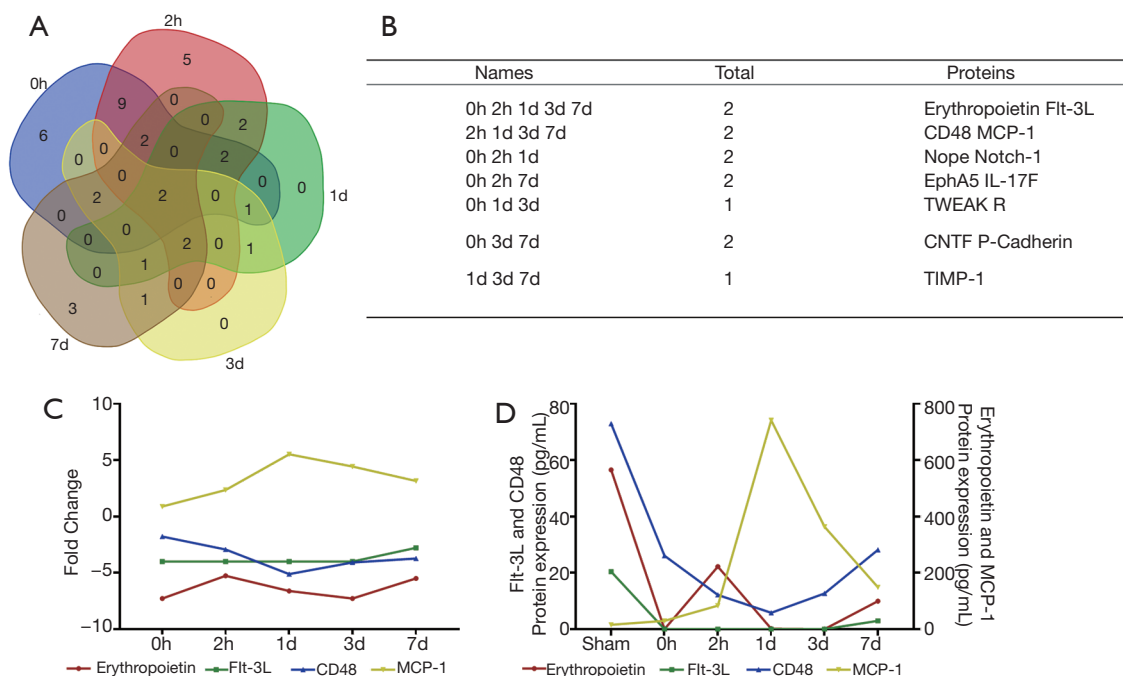 A
2h
0h
1d
7d
3d
5
0
9
6
0
2
2
0
0
0
2
0
0
0
1
0
2
2
0
0
0
0
2
0
1
0
1
0
0
1
3
0
B
Names Total Proteins
0h 2h 1d 3d 7d 2 Erythropoietin Flt-3L
2h 1d 3d 7d 2 CD48 MCP-1
0h 2h 1d 2 Nope Notch-1
0h 2h 7d 2 EphA5 IL-17F
0h 1d 3d 1 TWEAK R
0h 3d 7d 2 CNTF P-Cadherin
1d 3d 7d 1 TIMP-1
C
Fold Change
10
5
0
−5
−10
0h 2h 1d 3d 7d
Erythropoietin Flt-3L CD48 MCP-1
D
Flt-3L and CD48
Protein expression (pg/mL)
80
60
40
20
0
Sham 0h 2h 1d 3d 7d
800
600
400
200
0
Erythropoietin and MCP-1
Protein expression (pg/mL)
Erythropoietin Flt-3L CD48 MCP-1